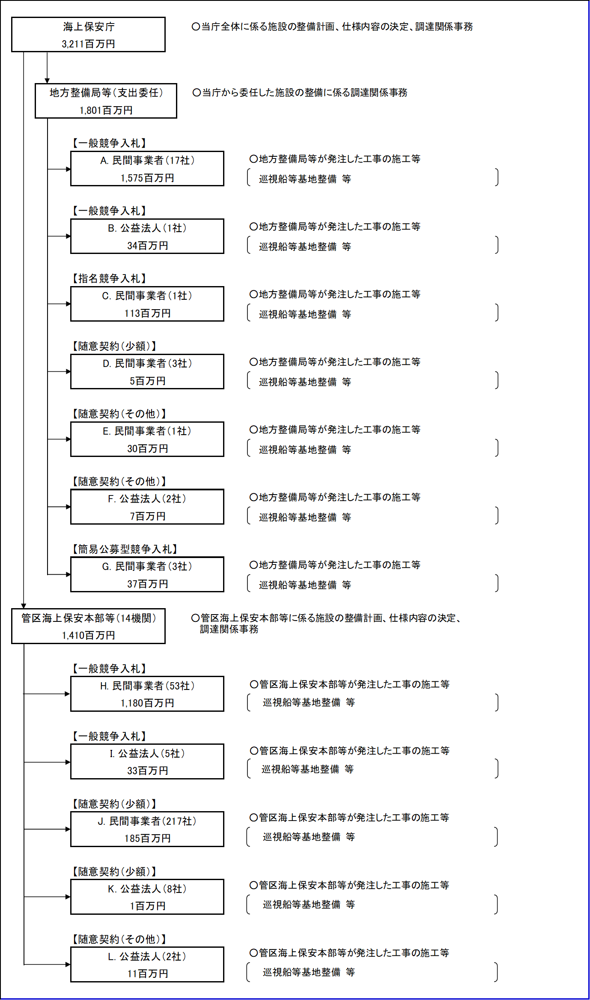 海上保安庁
3,211百万円
〇当庁全体に係る施設の整備計画、仕様内容の決定、調達関係事務
地方整備局等(支出委任)
1,801百万円
〇当庁から委任した施設の整備に係る調達関係事務
【一般競争入札】
A. 民間事業者(17社)
1,575百万円
〇地方整備局等が発注した工事の施工等
巡視船等基地整備 等
【一般競争入札】
B. 公益法人(1社)
34百万円
〇地方整備局等が発注した工事の施工等
巡視船等基地整備 等
【指名競争入札】
C. 民間事業者(1社)
113百万円
〇地方整備局等が発注した工事の施工等
巡視船等基地整備 等
【随意契約(少額)】
D. 民間事業者(3社)
5百万円
〇地方整備局等が発注した工事の施工等
巡視船等基地整備 等
【随意契約(その他)】
E. 民間事業者(1社)
30百万円
〇地方整備局等が発注した工事の施工等
巡視船等基地整備 等
【随意契約(その他)】
F. 公益法人(2社)
7百万円
〇地方整備局等が発注した工事の施工等
巡視船等基地整備 等
【簡易公募型競争入札】
G. 民間事業者(3社)
37百万円
〇地方整備局等が発注した工事の施工等
巡視船等基地整備 等
管区海上保安本部等(14機関)
1,410百万円
〇管区海上保安本部等に係る施設の整備計画、仕様内容の決定、
調達関係事務
【一般競争入札】
H. 民間事業者(53社)
1,180百万円
〇管区海上保安本部等が発注した工事の施工等
巡視船等基地整備 等
【一般競争入札】
I. 公益法人(5社)
33百万円
〇管区海上保安本部等が発注した工事の施工等
巡視船等基地整備 等
【随意契約(少額)】
J. 民間事業者(217社)
185百万円
〇管区海上保安本部等が発注した工事の施工等
巡視船等基地整備 等
【随意契約(少額)】
K. 公益法人(8社)
1百万円
〇管区海上保安本部等が発注した工事の施工等
巡視船等基地整備 等
【随意契約(その他)】
L. 公益法人(2社)
11百万円
〇管区海上保安本部等が発注した工事の施工等
巡視船等基地整備 等